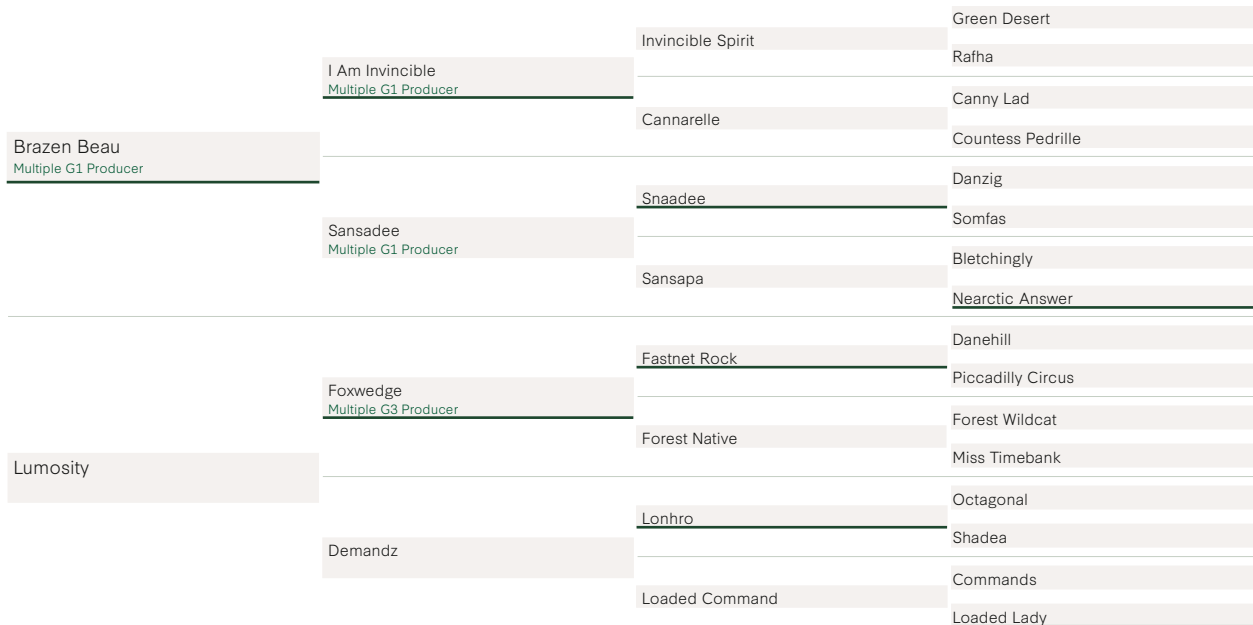 Brazen Beau
Multiple G1 Producer
Lumosity
I Am Invincible
Multiple G1 Producer
Sansadee
Multiple G1 Producer
Foxwedge
Multiple G3 Producer
Demandz
Invincible Spirit
Cannarelle
Snaadee
Sansapa
Fastnet Rock
Forest Native
Lonhro
Loaded Command
Green Desert
Rafha
Canny Lad
Countess Pedrille
Danzig
Somfas
Bletchingly
Nearctic Answer
Danehill
Piccadilly Circus
Forest Wildcat
Miss Timebank
Octagonal
Shadea
Commands
Loaded Lady